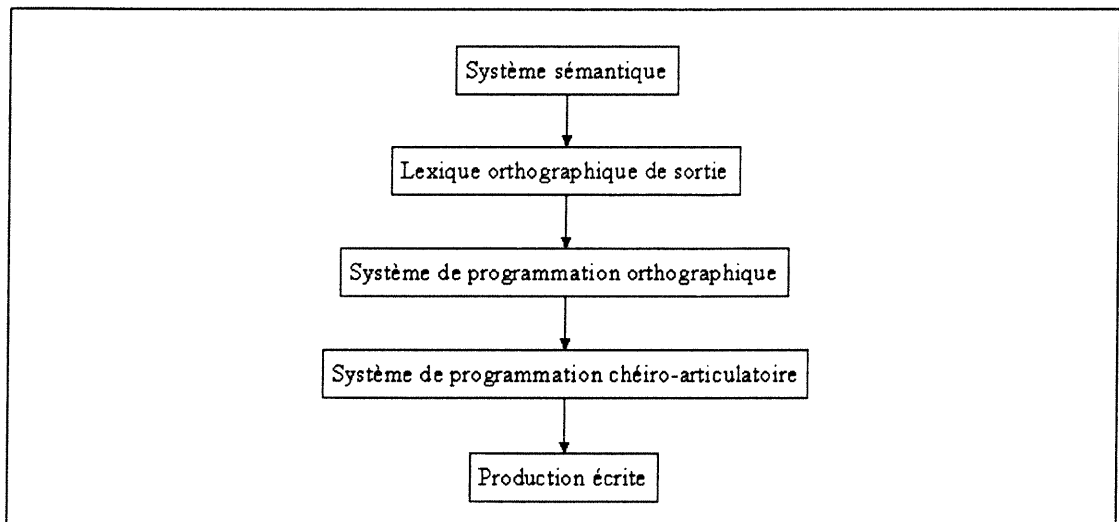 Système sémantique
Lexique orthographique de sortie
Système de programmation orthographique
Système de programmation chéiro-articulatoire
Production écrite